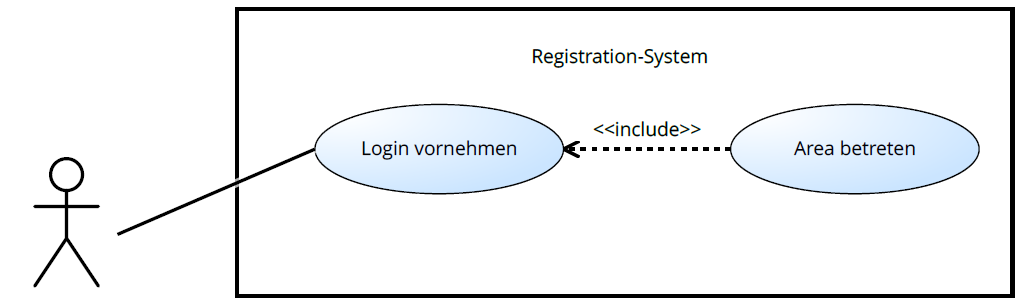 Registration-System
<<include>>
Login vornehmen
Area betreten